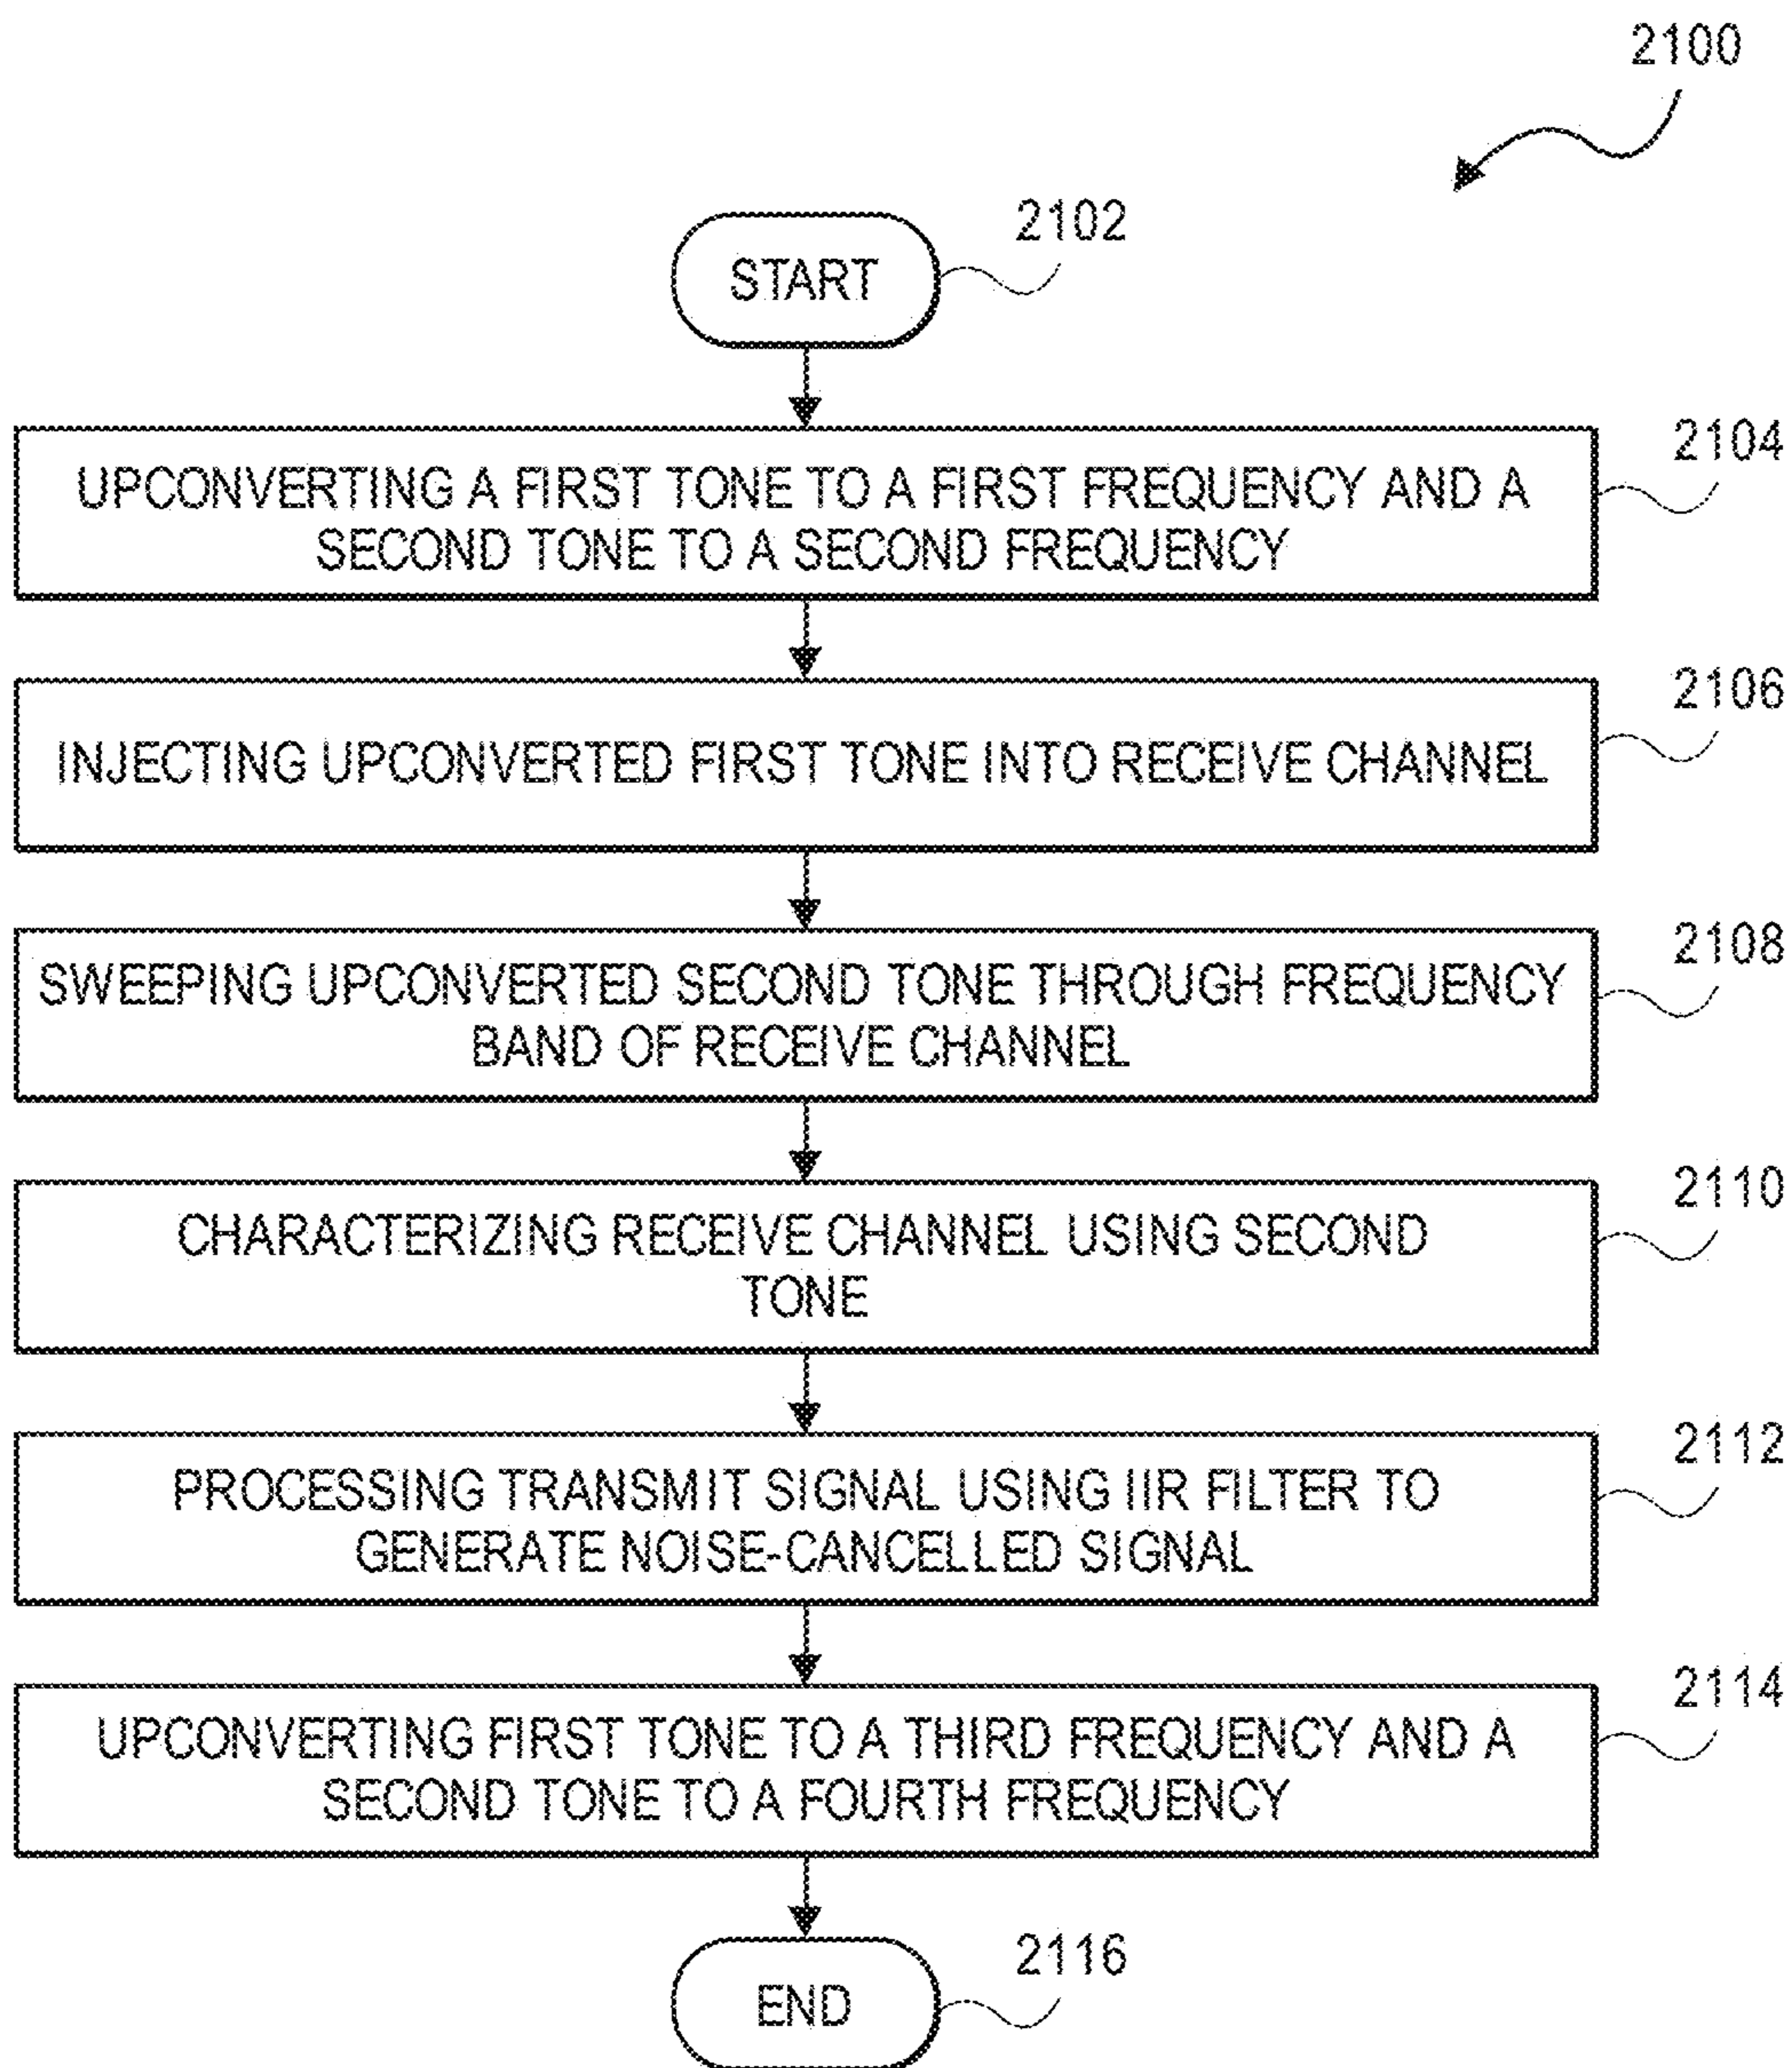 2100
START
2102
UPCONVERTING A FIRST TONE TO A FIRST FREQUENCY AND A
SECOND TONE TO A SECOND FREQUENCY
2104
INJECTING UPCONVERTED FIRST TONE INTO RECEIVE CHANNEL
2106
SWEEPING UPCONVERTED SECOND TONE THROUGH FREQUENCY
BAND OF RECEIVE CHANNEL
2108
CHARACTERIZING RECEIVE CHANNEL USING SECOND
TONE
2110
PROCESSING TRANSMIT SIGNAL USING IIR FILTER TO
GENERATE NOISE-CANCELLED SIGNAL
2112
UPCONVERTING FIRST TONE TO A THIRD FREQUENCY AND A
SECOND TONE TO A FOURTH FREQUENCY
2114
END
2116